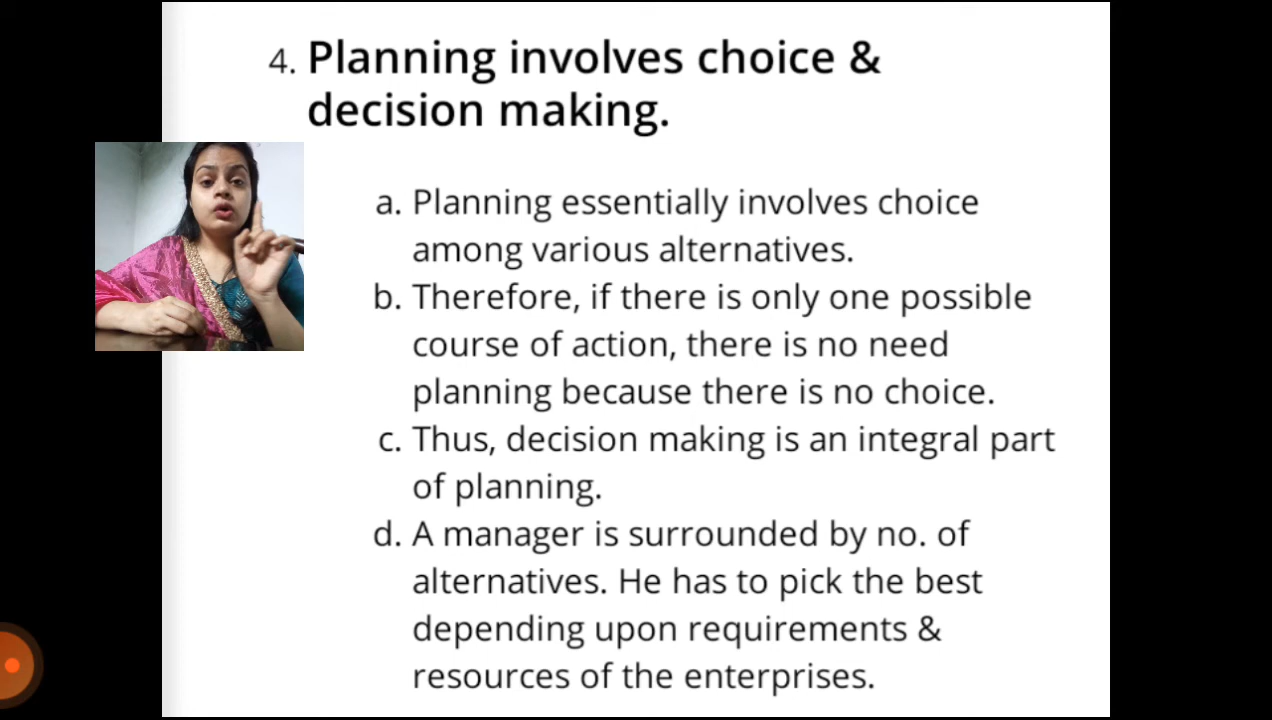 4. Planning involves choice &
decision making.
a. Planning essentially involves choice
among various alternatives.
b. Therefore, if there is only one possible
course of action, there is no need
planning because there is no choice.
c. Thus, decision making is an integral part
of planning.
d. A manager is surrounded by no. of
alternatives. He has to pick the best
depending upon requirements &
resources of the enterprises.